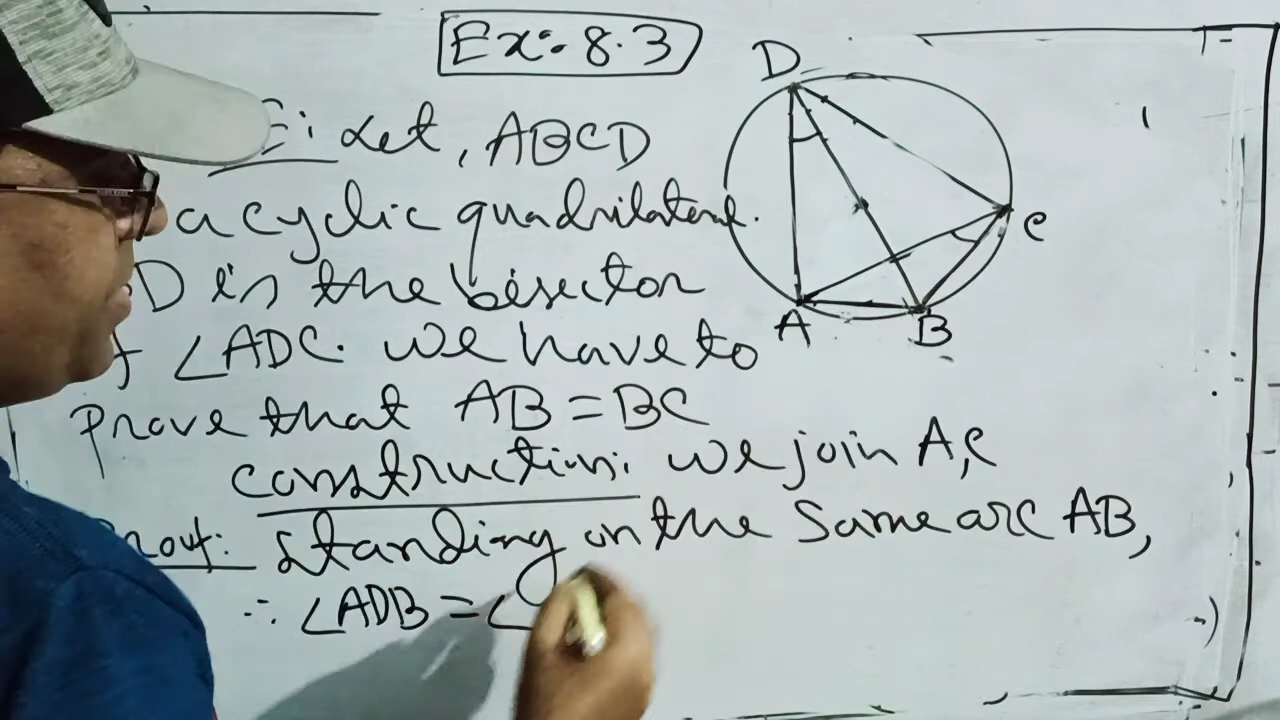 Ex:- 8.3
D
E: Let, ABCD
a cyclic quadrilateral.
D is the bisector
C
A
B
f ∠ADC. we have to
Prove that AB = BC
construction: we join A,C
Proof: Standing on the same arc AB,
∴ ∠ADB = ∠